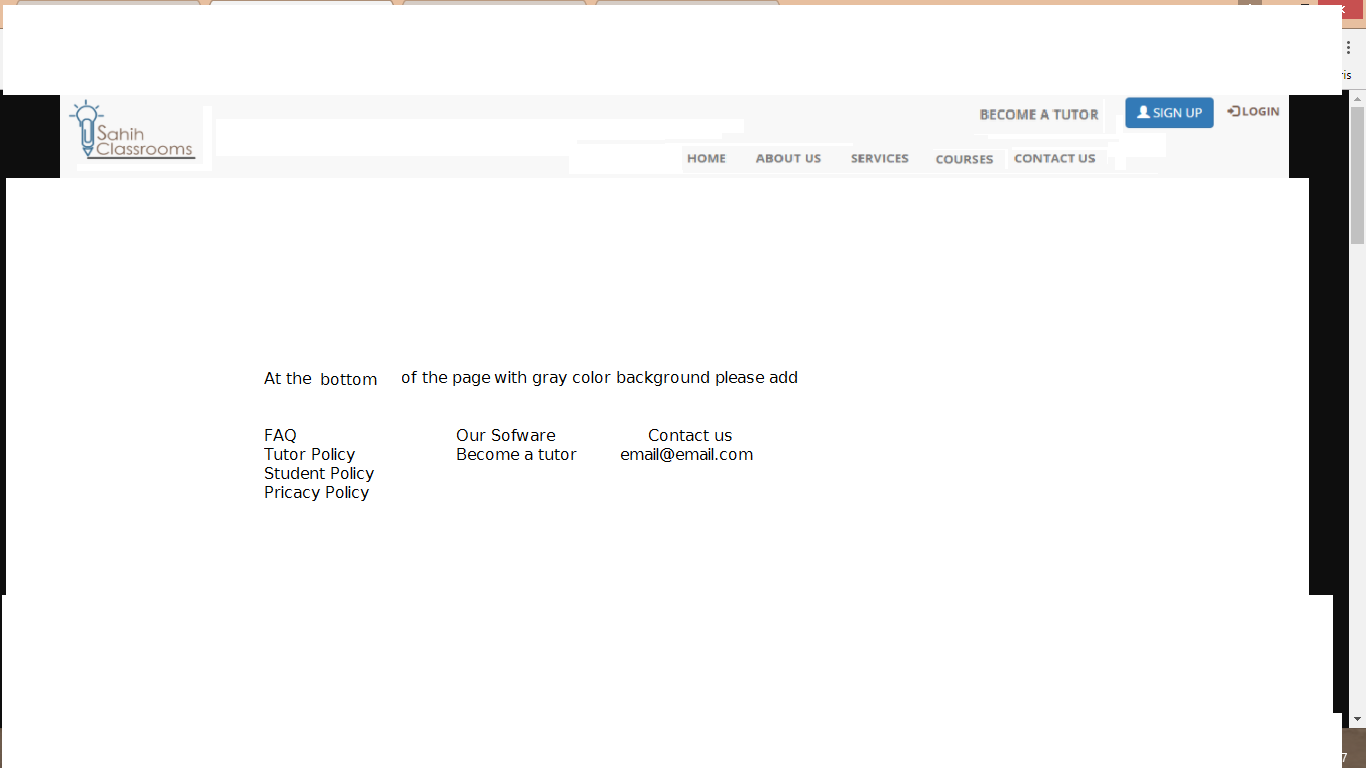 ris
Sahih
Classrooms
BECOME A TUTOR
SIGN UP
LOGIN
HOME
ABOUT US
SERVICES
COURSES
CONTACT US
At the bottom of the page with gray color background please add
FAQ Our Sofware Contact us
Tutor Policy Become a tutor email@email.com
Student Policy
Pricacy Policy
7